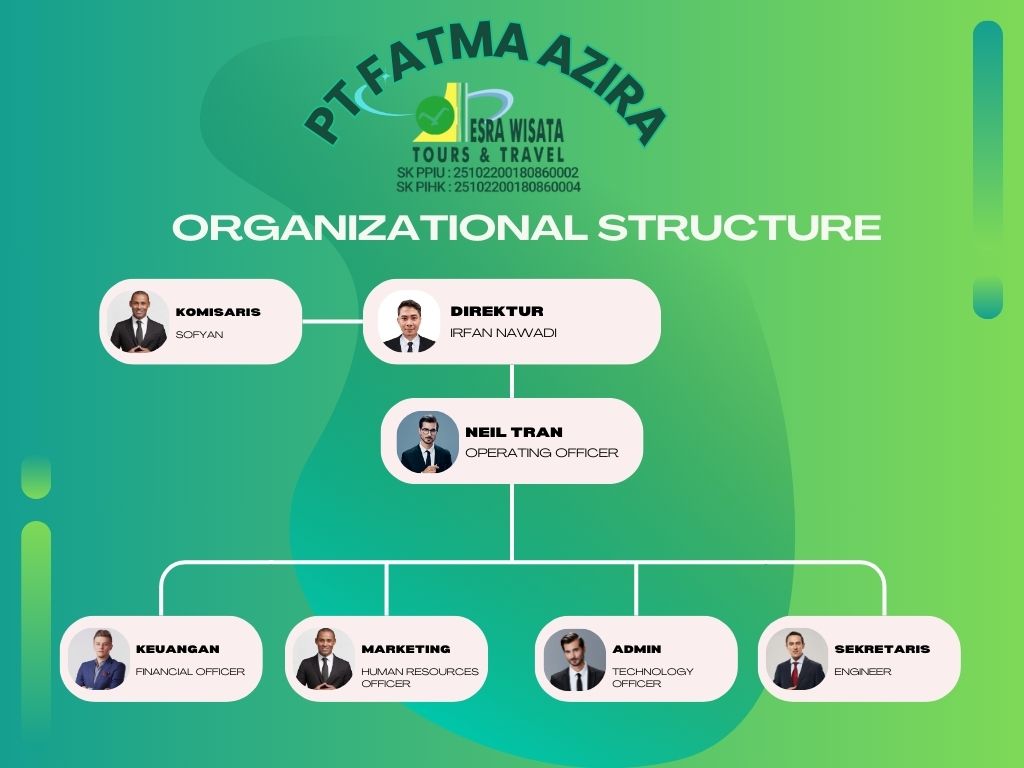 PT FATMA AZIRA
ESRA WISATA
TOURS & TRAVEL
SK PPIU : 25102200180860002
SK PIHK : 25102200180860004
ORGANIZATIONAL STRUCTURE
KOMISARIS
SOFYAN
DIREKTUR
IRFAN NAWADI
NEIL TRAN
OPERATING OFFICER
KEUANGAN
FINANCIAL OFFICER
MARKETING
HUMAN RESOURCES
OFFICER
ADMIN
TECHNOLOGY
OFFICER
SEKRETARIS
ENGINEER